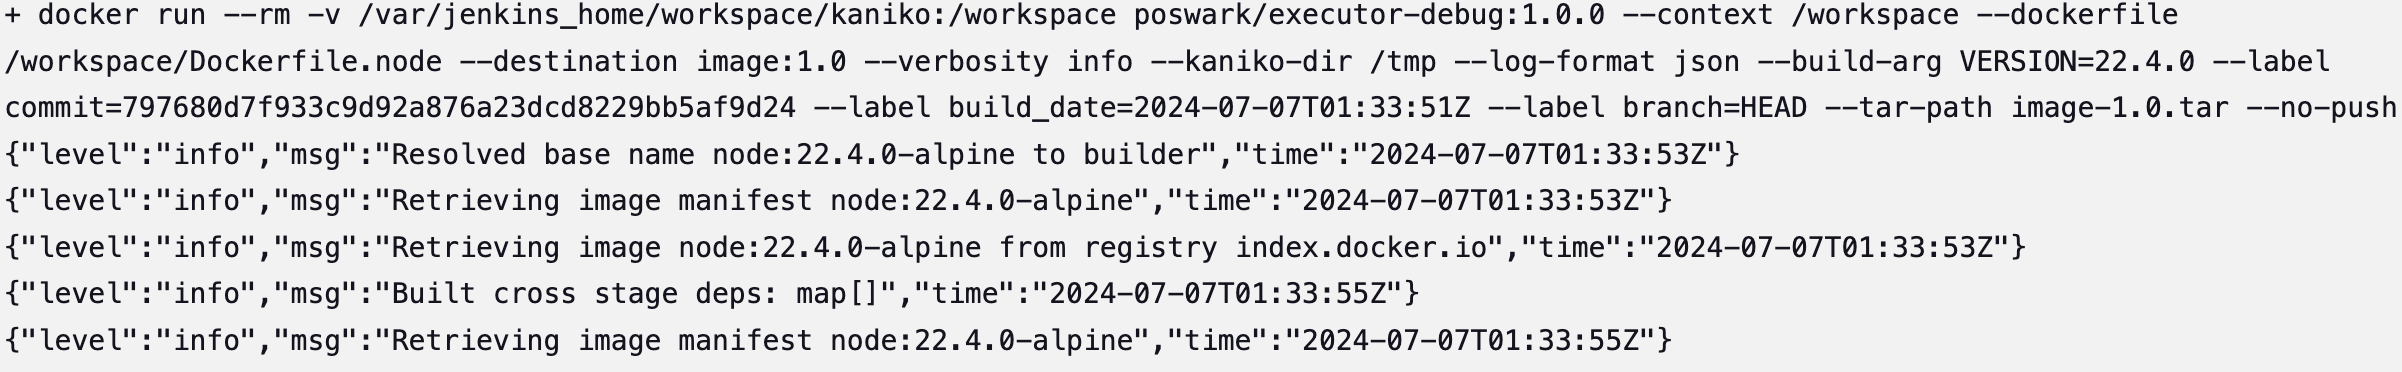 + docker run --rm -v /var/jenkins_home/workspace/kaniko:/workspace poswark/executor-debug:1.0.0 --context /workspace --dockerfile
/workspace/Dockerfile.node --destination image:1.0 --verbosity info --kaniko-dir /tmp --log-format json --build-arg VERSION=22.4.0 --label
commit=797680d7f933c9d92a876a23dcd8229bb5af9d24 --label build_date=2024-07-07T01:33:51Z --label branch=HEAD --tar-path image-1.0.tar --no-push
{"level":"info","msg":"Resolved base name node:22.4.0-alpine to builder","time":"2024-07-07T01:33:53Z"}
{"level":"info","msg":"Retrieving image manifest node:22.4.0-alpine","time":"2024-07-07T01:33:53Z"}
{"level":"info","msg":"Retrieving image node:22.4.0-alpine from registry index.docker.io","time":"2024-07-07T01:33:53Z"}
{"level":"info","msg":"Built cross stage deps: map[]","time":"2024-07-07T01:33:55Z"}
{"level":"info","msg":"Retrieving image manifest node:22.4.0-alpine","time":"2024-07-07T01:33:55Z"}